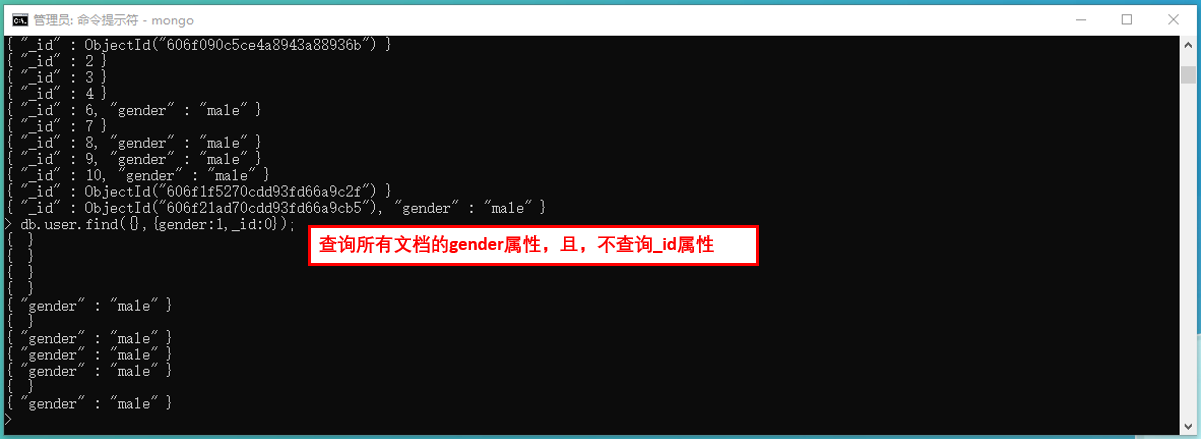 管理员: 命令提示符 - mongo
{ "_id" : ObjectId("606f090c5ce4a8943a88936b") }
{ "_id" : 2 }
{ "_id" : 3 }
{ "_id" : 4 }
{ "_id" : 6, "gender" : "male" }
{ "_id" : 7 }
{ "_id" : 8, "gender" : "male" }
{ "_id" : 9, "gender" : "male" }
{ "_id" : 10, "gender" : "male" }
{ "_id" : ObjectId("606f1f5270cdd93fd66a9c2f") }
{ "_id" : ObjectId("606f21ad70cdd93fd66a9cb5"), "gender" : "male" }
> db.user.find({},{gender:1,_id:0});
查询所有文档的gender属性，且，不查询_id属性
{  }
{  }
{  }
{  }
{ "gender" : "male" }
{  }
{ "gender" : "male" }
{ "gender" : "male" }
{ "gender" : "male" }
{  }
{ "gender" : "male" }
>